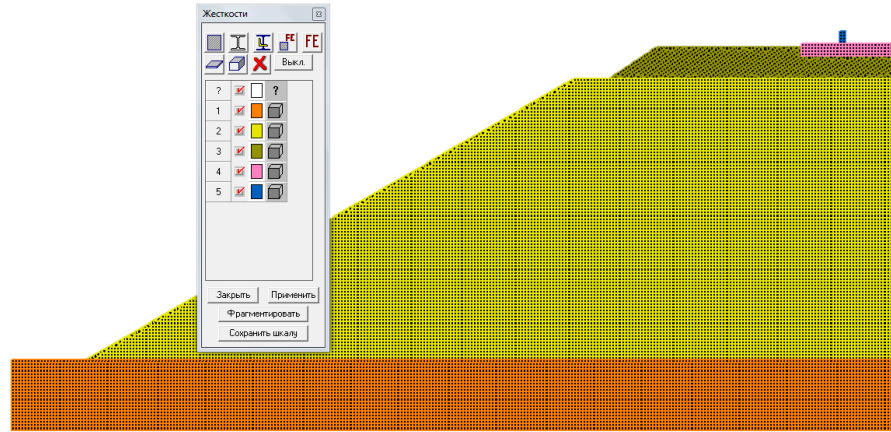 Жесткости
FE FE
Выкл.
? ?
1
2
3
4
5
Закрыть Применить
Фрагментировать
Сохранить шкалу